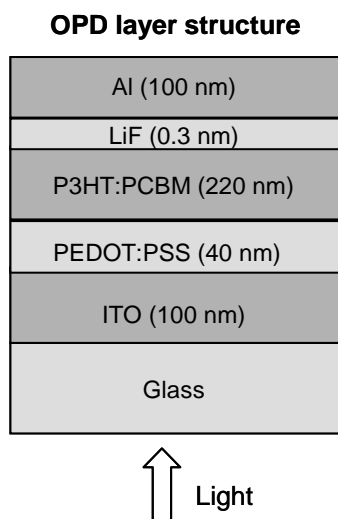 OPD layer structure
Al (100 nm)
LiF (0.3 nm)
P3HT:PCBM (220 nm)
PEDOT:PSS (40 nm)
ITO (100 nm)
Glass
Light